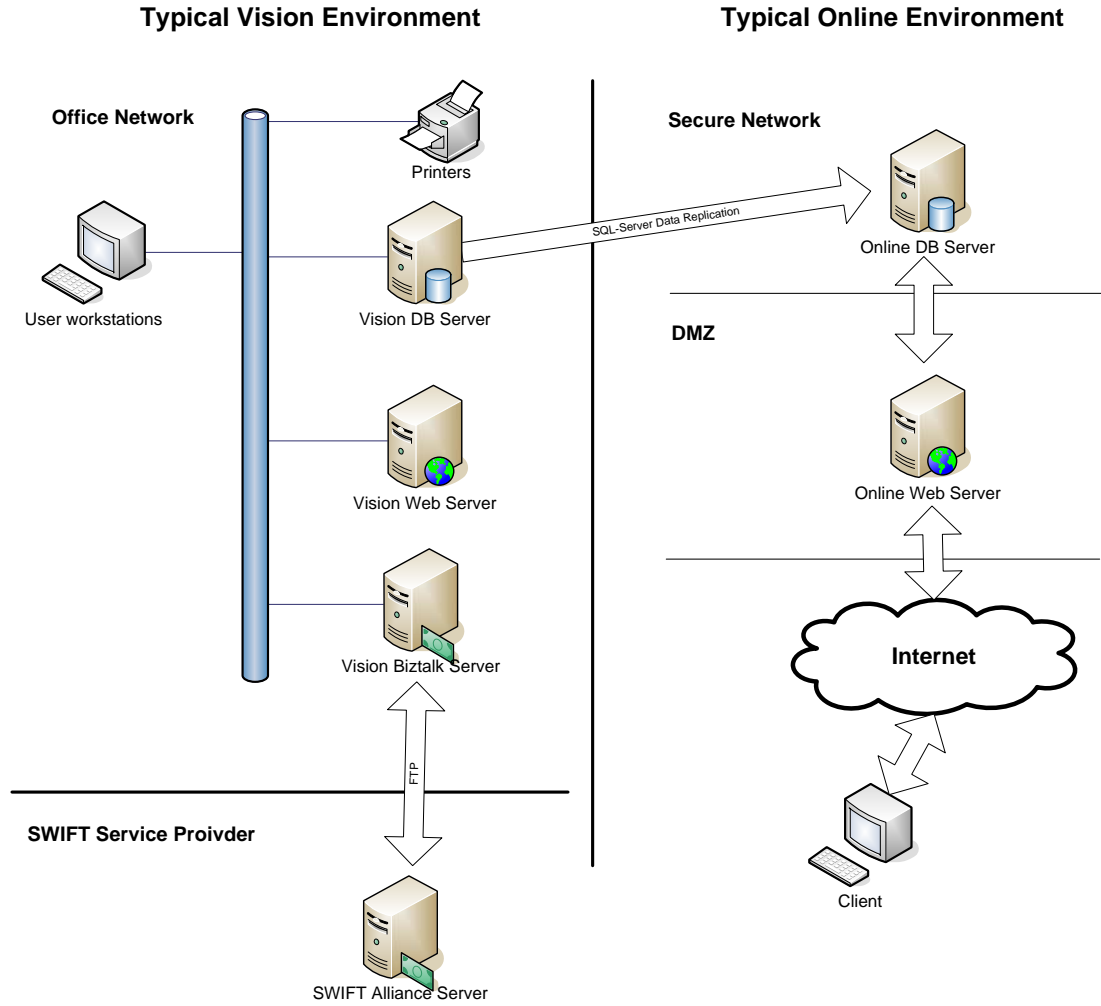 Typical Vision Environment
Typical Online Environment
Office Network
Printers
User workstations
Vision DB Server
Vision Web Server
Vision Biztalk Server
FTP
SWIFT Service Proivder
SWIFT Alliance Server
SQL-Server Data Replication
Secure Network
Online DB Server
DMZ
Online Web Server
Internet
Client